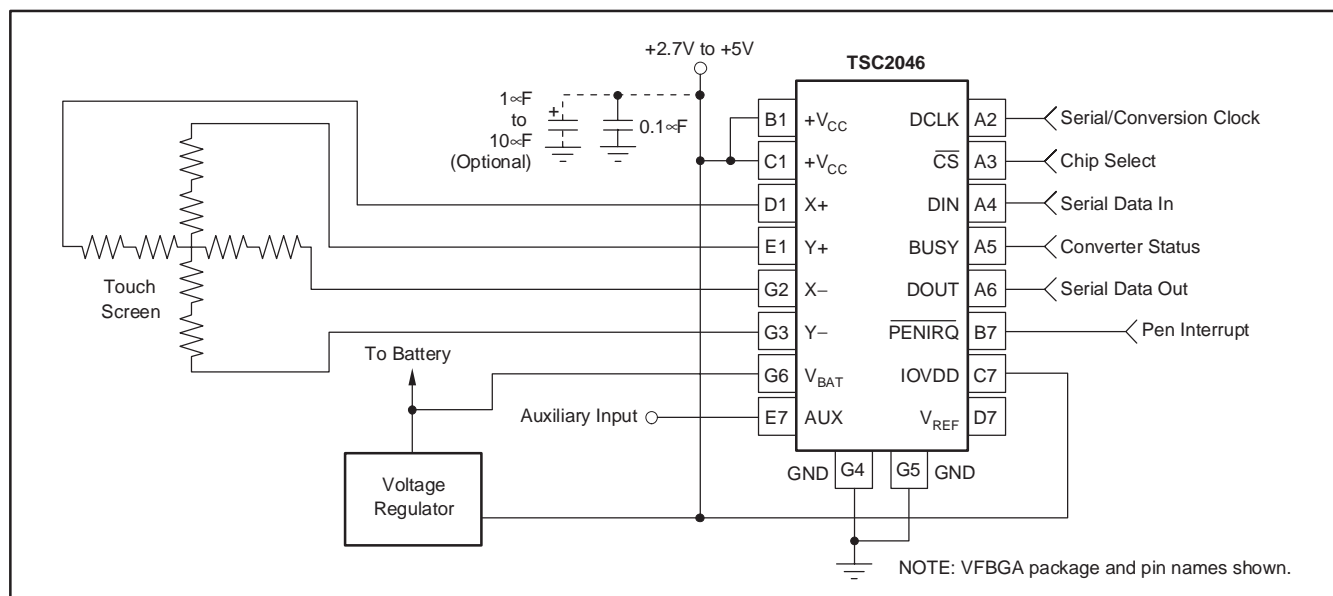 +2.7V to +5V
TSC2046
1∝F
to
10∝F
(Optional)
+
0.1∝F
B1 +VCC
C1 +VCC
D1 X+
E1 Y+
G2 X−
G3 Y−
G6 VBAT
E7 AUX
DCLK A2 Serial/Conversion Clock
CS A3 Chip Select
DIN A4 Serial Data In
BUSY A5 Converter Status
DOUT A6 Serial Data Out
PENIRQ B7 Pen Interrupt
IOVDD C7
VREF D7
Touch
Screen
To Battery
Auxiliary Input
Voltage
Regulator
GND G4 G5 GND
NOTE: VFBGA package and pin names shown.